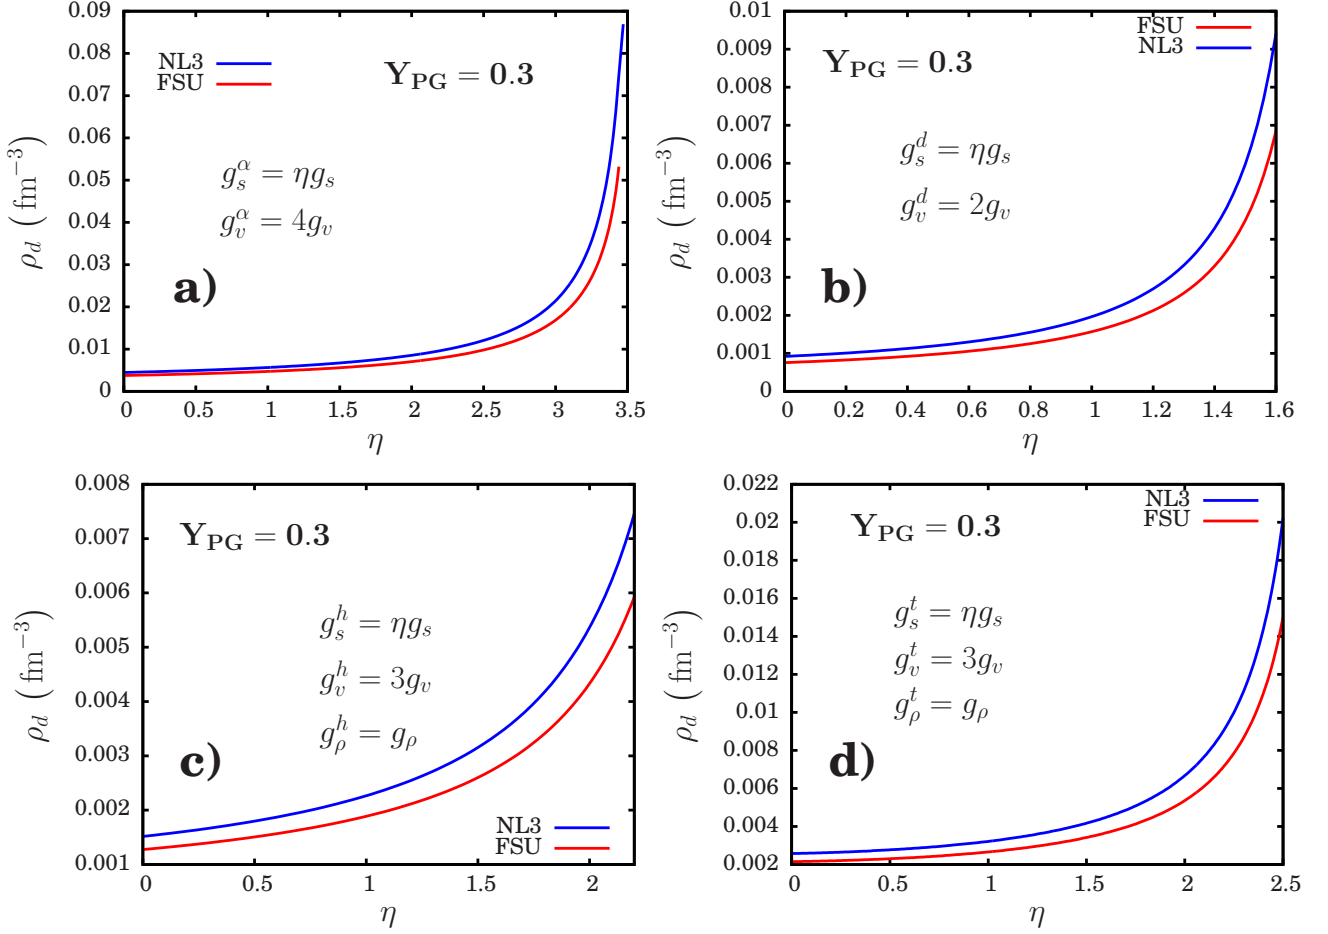 0.09
0.08
0.07
0.06
0.05
0.04
0.03
0.02
0.01
0
ρ_d ( fm⁻³)
NL3
FSU
Y_PG = 0.3
g_s^α = ηg_s
g_v^α = 4g_v
a)
0 0.5 1 1.5 2 2.5 3 3.5
η
0.01
0.009
0.008
0.007
0.006
0.005
0.004
0.003
0.002
0.001
0
ρ_d ( fm⁻³)
FSU
NL3
Y_PG = 0.3
g_s^d = ηg_s
g_v^d = 2g_v
b)
0 0.2 0.4 0.6 0.8 1 1.2 1.4 1.6
η
0.008
0.007
0.006
0.005
0.004
0.003
0.002
0.001
ρ_d ( fm⁻³)
Y_PG = 0.3
g_s^h = ηg_s
g_v^h = 3g_v
g_ρ^h = g_ρ
c)
NL3
FSU
0 0.5 1 1.5 2
η
0.022
0.02
0.018
0.016
0.014
0.012
0.01
0.008
0.006
0.004
0.002
ρ_d ( fm⁻³)
NL3
FSU
Y_PG = 0.3
g_s^t = ηg_s
g_v^t = 3g_v
g_ρ^t = g_ρ
d)
0 0.5 1 1.5 2 2.5
η